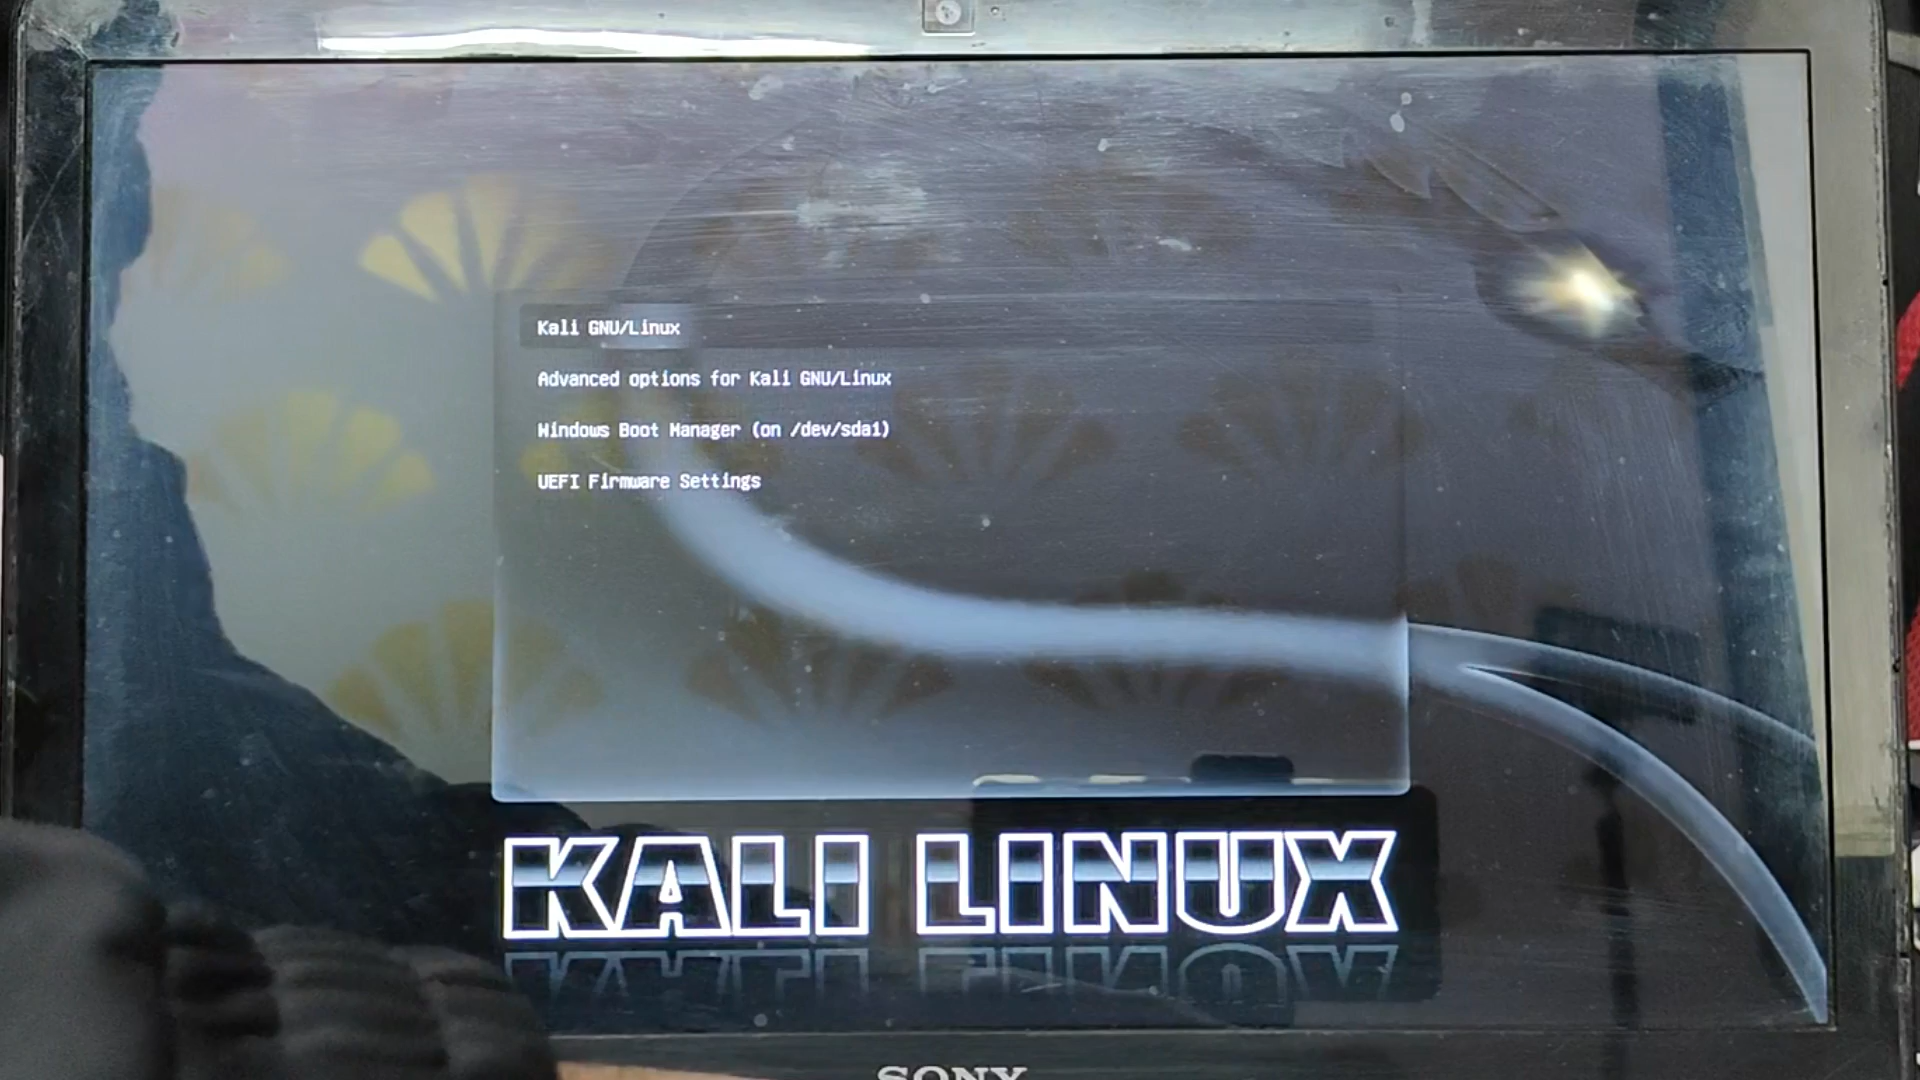 Kali GNU/Linux
Advanced options for Kali GNU/Linux
Windows Boot Manager (on /dev/sda1)
UEFI Firmware Settings
KALI LINUX
SONY